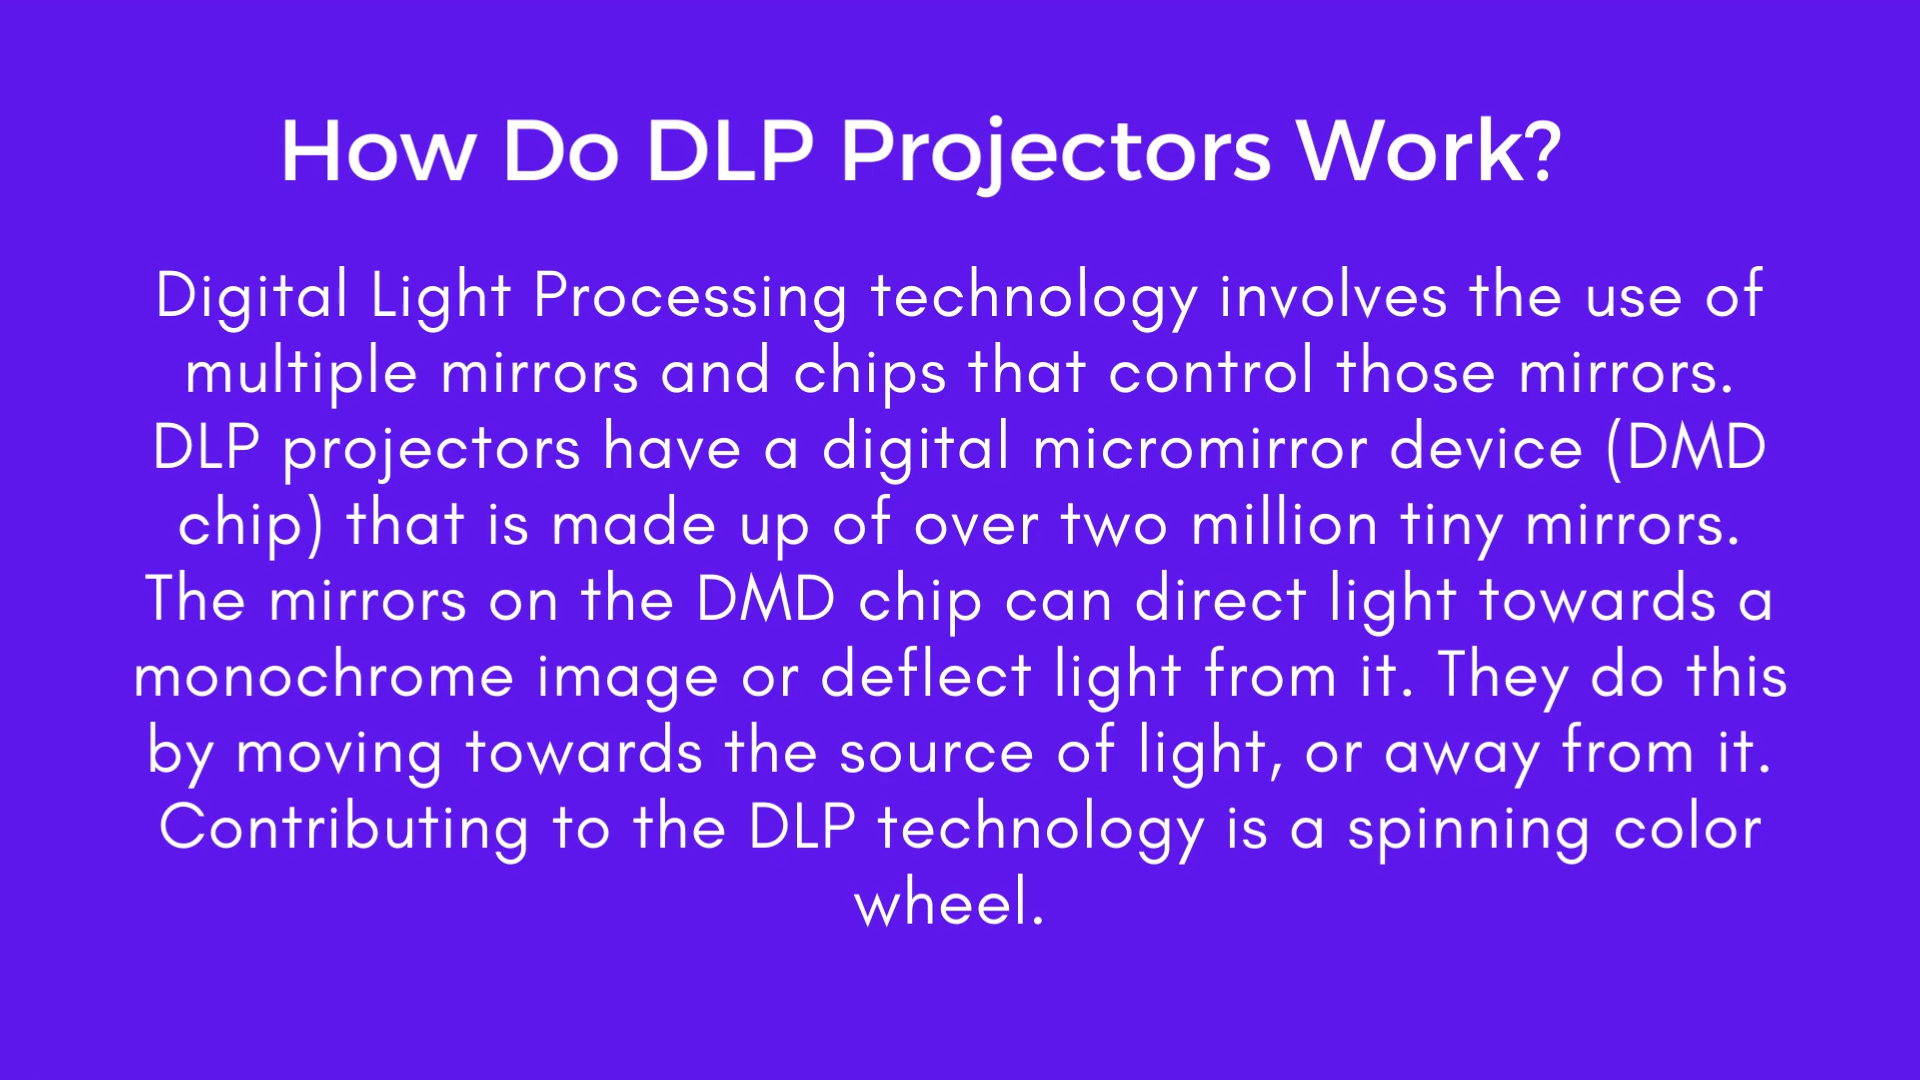 How Do DLP Projectors Work?
Digital Light Processing technology involves the use of
multiple mirrors and chips that control those mirrors.
DLP projectors have a digital micromirror device (DMD
chip) that is made up of over two million tiny mirrors.
The mirrors on the DMD chip can direct light towards a
monochrome image or deflect light from it. They do this
by moving towards the source of light, or away from it.
Contributing to the DLP technology is a spinning color
wheel.